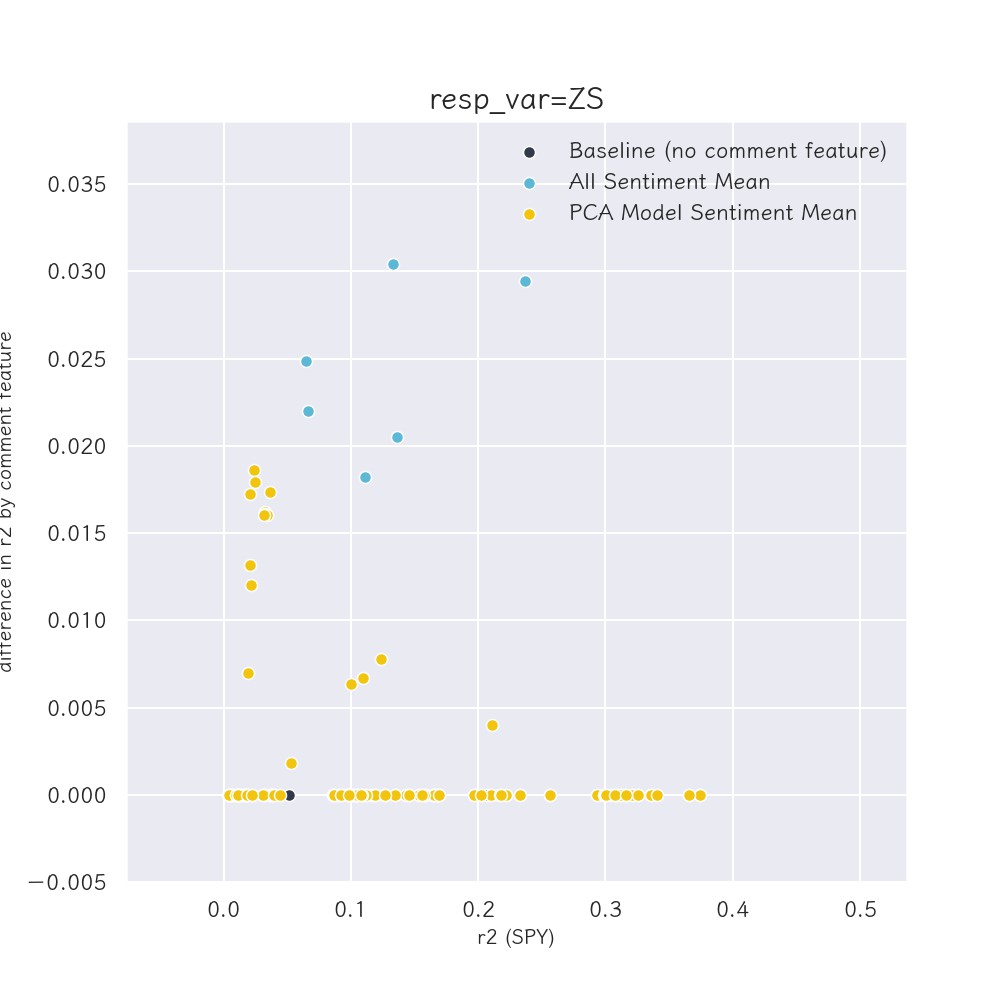 resp_var=ZS
Baseline (no comment feature)
All Sentiment Mean
PCA Model Sentiment Mean
0.035
0.030
0.025
0.020
0.015
0.010
0.005
0.000
−0.005
difference in r2 by comment feature
0.0 0.1 0.2 0.3 0.4 0.5
r2 (SPY)